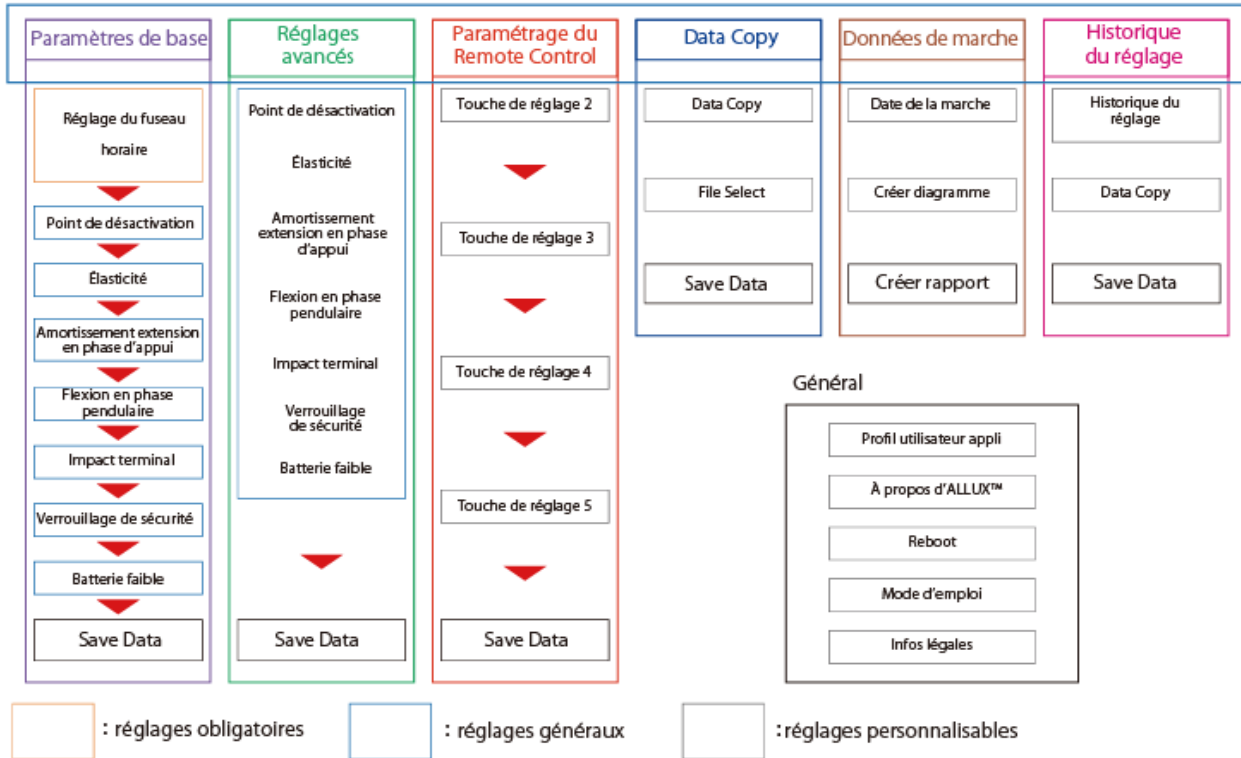 Paramètres de base
Réglages
avancés
Paramétrage du
Remote Control
Data Copy
Données de marche
Historique
du réglage
Réglage du fuseau
horaire
Point de désactivation
Élasticité
Amortissement extension
en phase d'appui
Flexion en phase
pendulaire
Impact terminal
Verrouillage de sécurité
Batterie faible
Save Data
Point de désactivation
Élasticité
Amortissement
extension en phase
d'appui
Flexion en phase
pendulaire
Impact terminal
Verrouillage
de sécurité
Batterie faible
Save Data
Touche de réglage 2
Touche de réglage 3
Touche de réglage 4
Touche de réglage 5
Save Data
Data Copy
File Select
Save Data
Date de la marche
Créer diagramme
Créer rapport
Historique du
réglage
Data Copy
Save Data
Général
Profil utilisateur appli
À propos d'ALLUX™
Reboot
Mode d'emploi
Infos légales
: réglages obligatoires
: réglages généraux
:réglages personnalisables